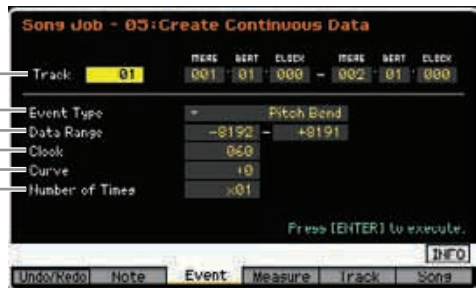 Song Job - 05:Create Continuous Data
MEAS BEAT CLOCK MEAS BEAT CLOCK
Track 01 001 : 01 : 000 - 002 : 01 : 000
Event Type - Pitch Bend
Data Range -8192 - +8191
Clock 060
Curve +0
Number of Times x01
Press [ENTER] to execute.
INFO
Undo/Redo Note Event Measure Track Song